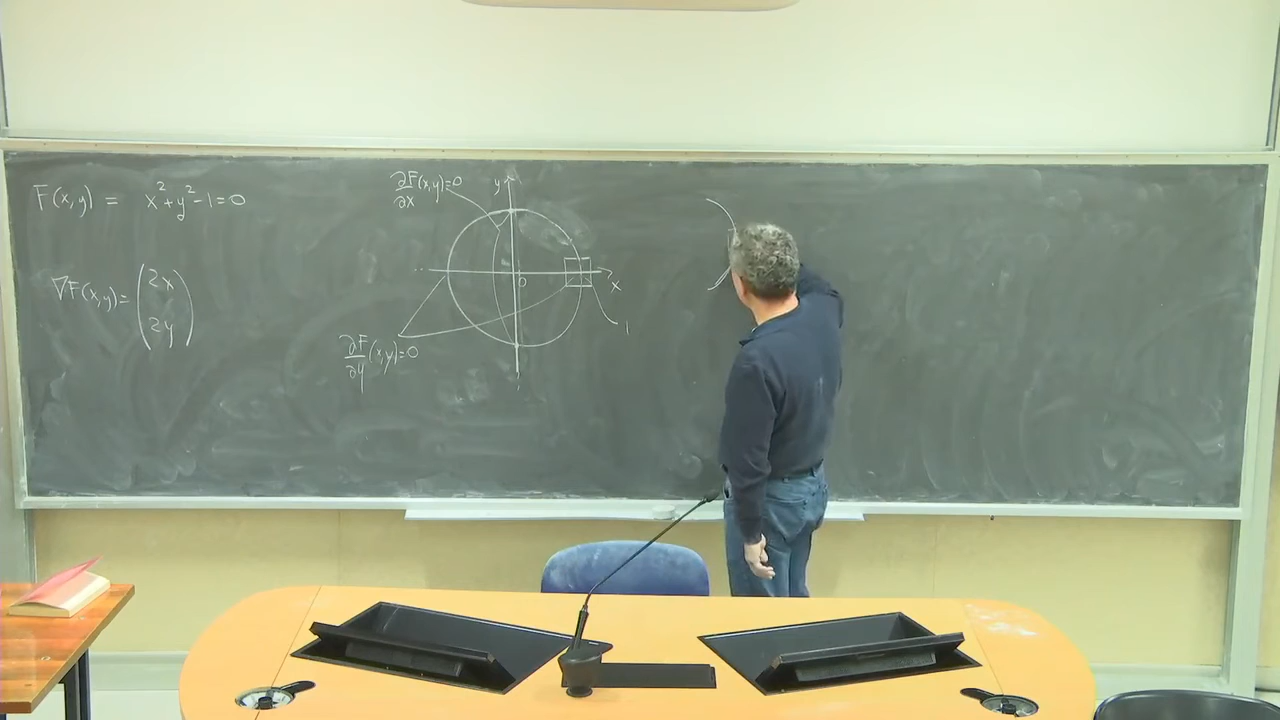 F(x,y) = x²+y²-1=0
∇F(x,y)= (2x
2y)
∂F/∂x (x,y)=0
y
0
x
1
∂F/∂y (x,y)=0